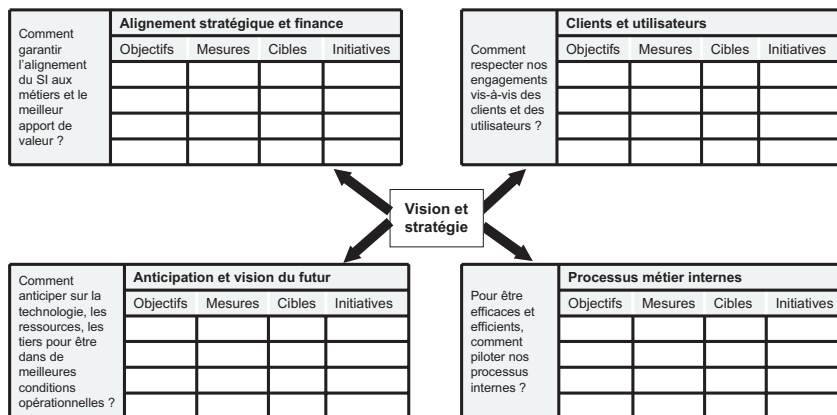 Comment
garantir
l'alignement
du SI aux
métiers et le
meilleur
apport de
valeur ?
Alignement stratégique et finance
Objectifs Mesures Cibles Initiatives
Comment
respecter nos
engagements
vis-à-vis des
clients et des
utilisateurs ?
Clients et utilisateurs
Objectifs Mesures Cibles Initiatives
Vision et
stratégie
Comment
anticiper sur la
technologie, les
ressources, les
tiers pour être
dans de
meilleures
conditions
opérationnelles ?
Anticipation et vision du futur
Objectifs Mesures Cibles Initiatives
Pour être
efficaces et
efficients,
comment
piloter nos
processus
internes ?
Processus métier internes
Objectifs Mesures Cibles Initiatives